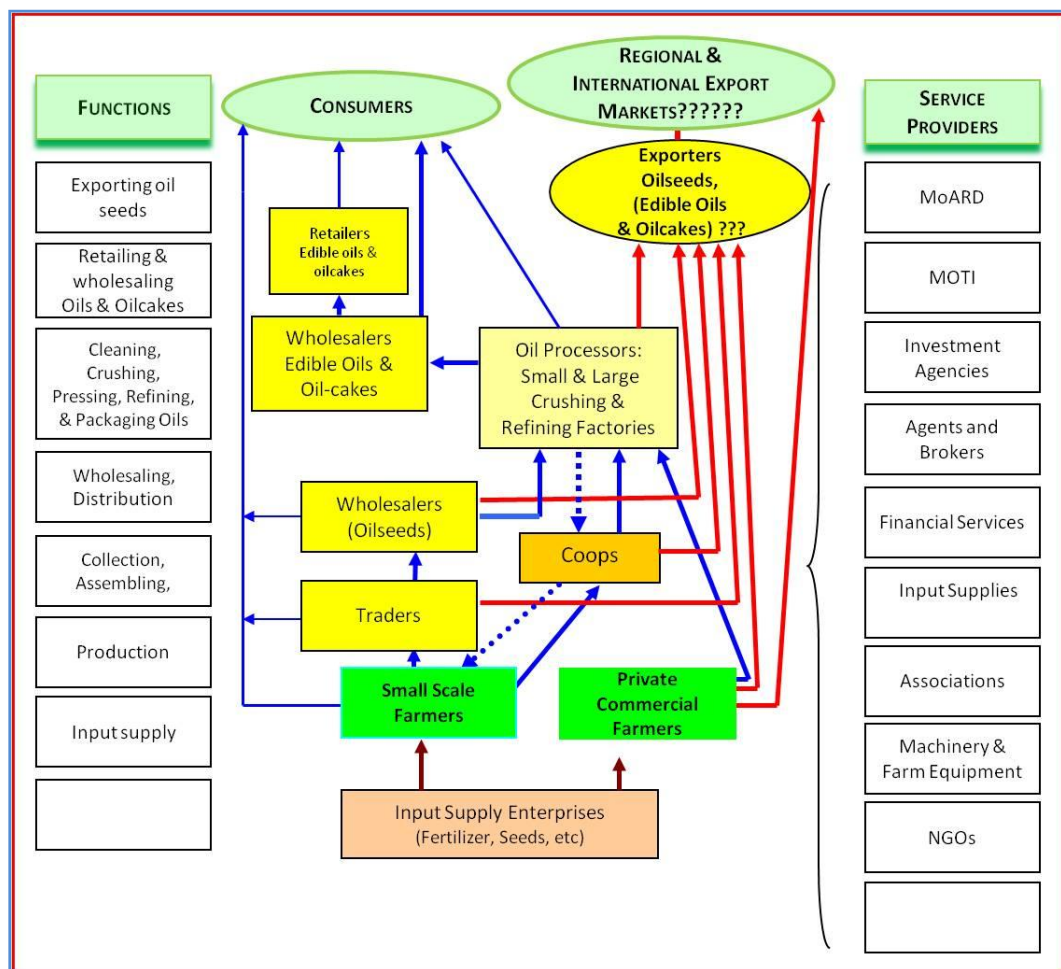 FUNCTIONS
Exporting oil
seeds
Retailing &
wholesaling
Oils & Oilcakes
Cleaning,
Crushing,
Pressing, Refining,
& Packaging Oils
Wholesaling,
Distribution
Collection,
Assembling,
Production
Input supply
CONSUMERS
REGIONAL &
INTERNATIONAL EXPORT
MARKETS??????
Exporters
Oilseeds,
(Edible Oils
& Oilcakes) ???
Retailers
Edible oils &
oilcakes
Wholesalers
Edible Oils &
Oil-cakes
Oil Processors:
Small & Large
Crushing &
Refining Factories
Wholesalers
(Oilseeds)
Coops
Traders
Small Scale
Farmers
Private
Commercial
Farmers
Input Supply Enterprises
(Fertilizer, Seeds, etc)
SERVICE
PROVIDERS
MoARD
MOTI
Investment
Agencies
Agents and
Brokers
Financial Services
Input Supplies
Associations
Machinery &
Farm Equipment
NGOs